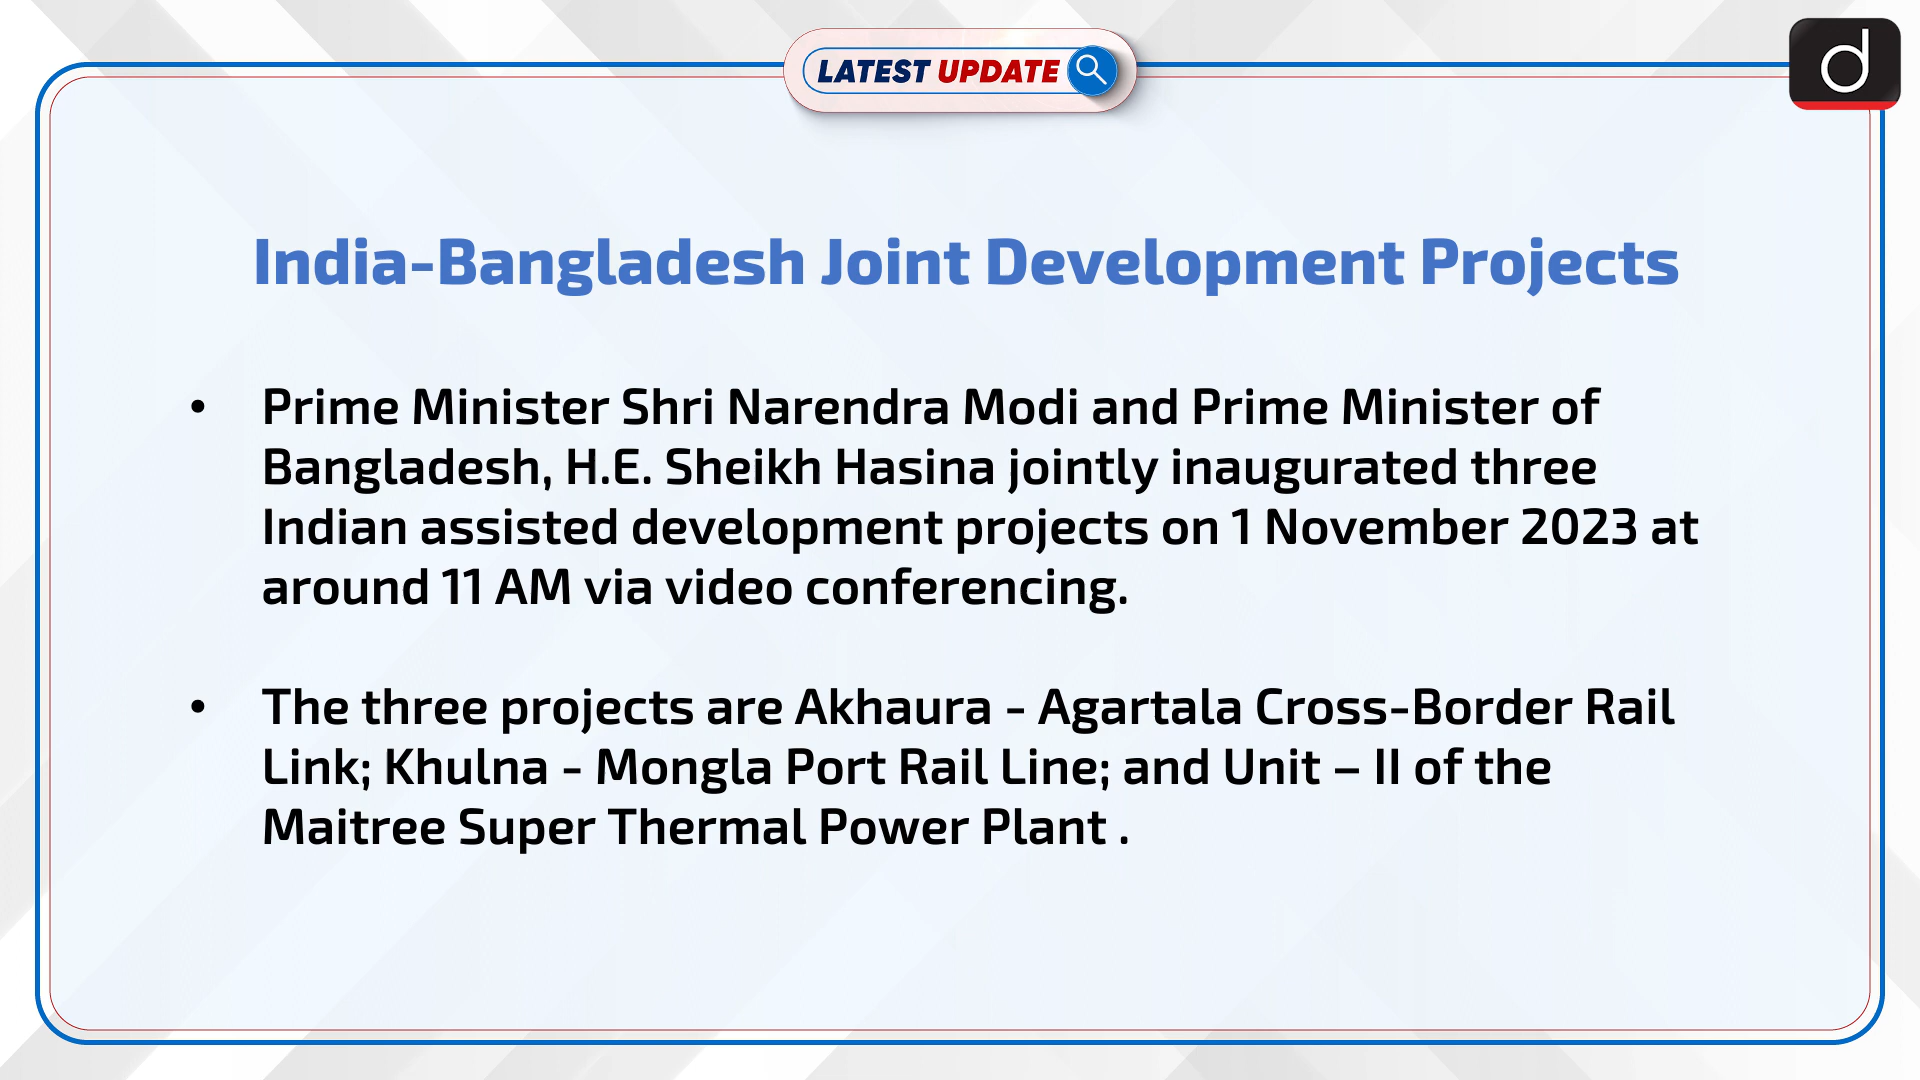 LATEST UPDATE
d
India-Bangladesh Joint Development Projects
• Prime Minister Shri Narendra Modi and Prime Minister of
Bangladesh, H.E. Sheikh Hasina jointly inaugurated three
Indian assisted development projects on 1 November 2023 at
around 11 AM via video conferencing.
• The three projects are Akhaura - Agartala Cross-Border Rail
Link; Khulna - Mongla Port Rail Line; and Unit – II of the
Maitree Super Thermal Power Plant .